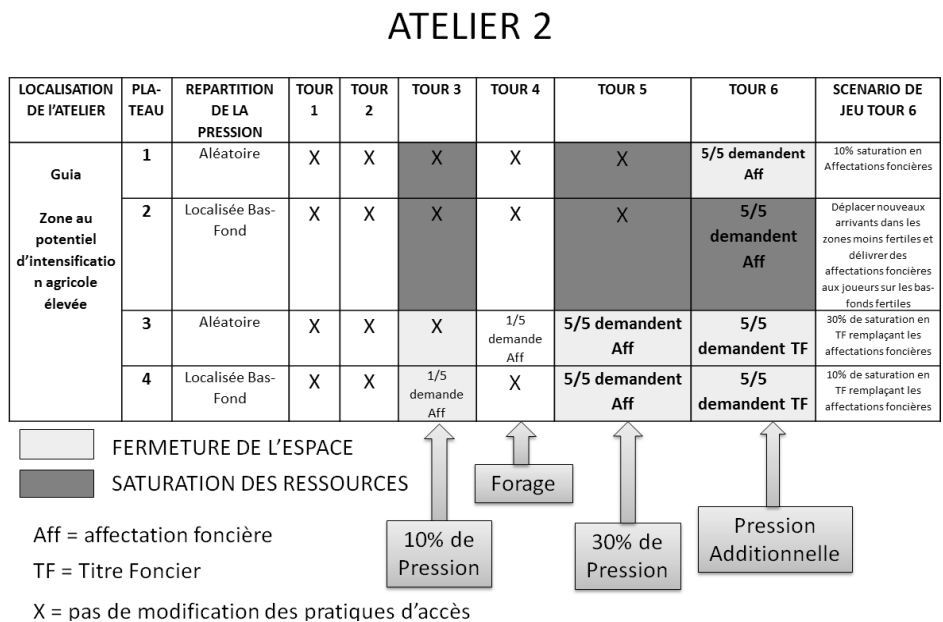 ATELIER 2
LOCALISATION DE L'ATELIER
PLA-
TEAU
REPARTITION
DE LA
PRESSION
TOUR
1
TOUR
2
TOUR 3
TOUR 4
TOUR 5
TOUR 6
SCENARIO DE
JEU TOUR 6
Guia
Zone au
potentiel
d'intensificatio
n agricole
élevée
1
Aléatoire
X
X
X
X
X
5/5 demandent
Aff
10% saturation en
Affectations foncières
2
Localisée Bas-
Fond
X
X
X
X
X
5/5
demandent
Aff
Déplacer nouveaux
arrivants dans les
zones moins fertiles et
délivrer des
affectations foncières
aux joueurs sur les bas-
fonds fertiles
3
Aléatoire
X
X
X
1/5
demande
Aff
5/5 demandent
Aff
5/5
demandent TF
30% de saturation en
TF remplaçant les
affectations foncières
4
Localisée Bas-
Fond
X
X
1/5
demande
Aff
X
5/5 demandent
Aff
5/5
demandent TF
10% de saturation en
TF remplaçant les
affectations foncières
FERMETURE DE L'ESPACE
SATURATION DES RESSOURCES
Forage
10% de
Pression
30% de
Pression
Pression
Additionnelle
Aff = affectation foncière
TF = Titre Foncier
X = pas de modification des pratiques d'accès